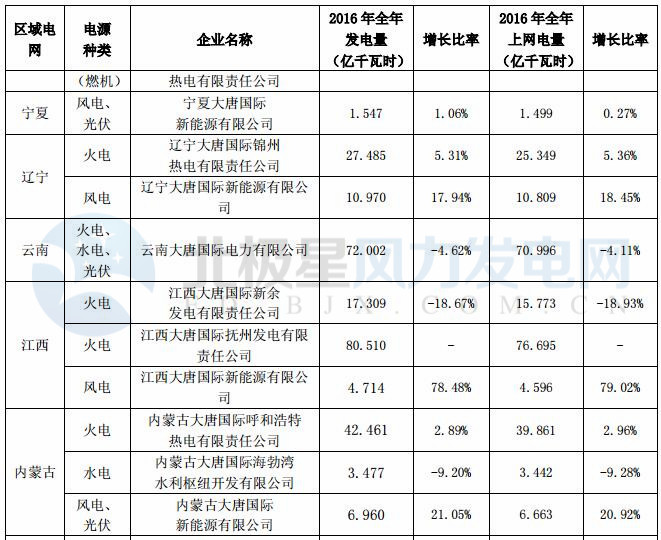 区域电网 电源种类 企业名称 2016年全年发电量（亿千瓦时） 增长比率 2016年全年上网电量（亿千瓦时） 增长比率
（燃机） 热电有限责任公司
宁夏 风电、光伏 宁夏大唐国际新能源有限公司 1.547 1.06% 1.499 0.27%
辽宁 火电 辽宁大唐国际锦州热电有限责任公司 27.485 5.31% 25.349 5.36%
风电 辽宁大唐国际新能源有限公司 10.970 17.94% 10.809 18.45%
云南 火电、水电、光伏 云南大唐国际电力有限公司 72.002 -4.62% 70.996 -4.11%
江西 火电 江西大唐国际新余发电有限责任公司 17.309 -18.67% 15.773 -18.93%
火电 江西大唐国际抚州发电有限责任公司 80.510 - 76.695 -
风电 江西大唐国际新能源有限公司 4.714 78.48% 4.596 79.02%
内蒙古 火电 内蒙古大唐国际呼和浩特热电有限责任公司 42.461 2.89% 39.861 2.96%
水电 内蒙古大唐国际海勃湾水利枢纽开发有限公司 3.477 -9.20% 3.442 -9.28%
风电、光伏 内蒙古大唐国际新能源有限公司 6.960 21.05% 6.663 20.92%
北极星风力发电网